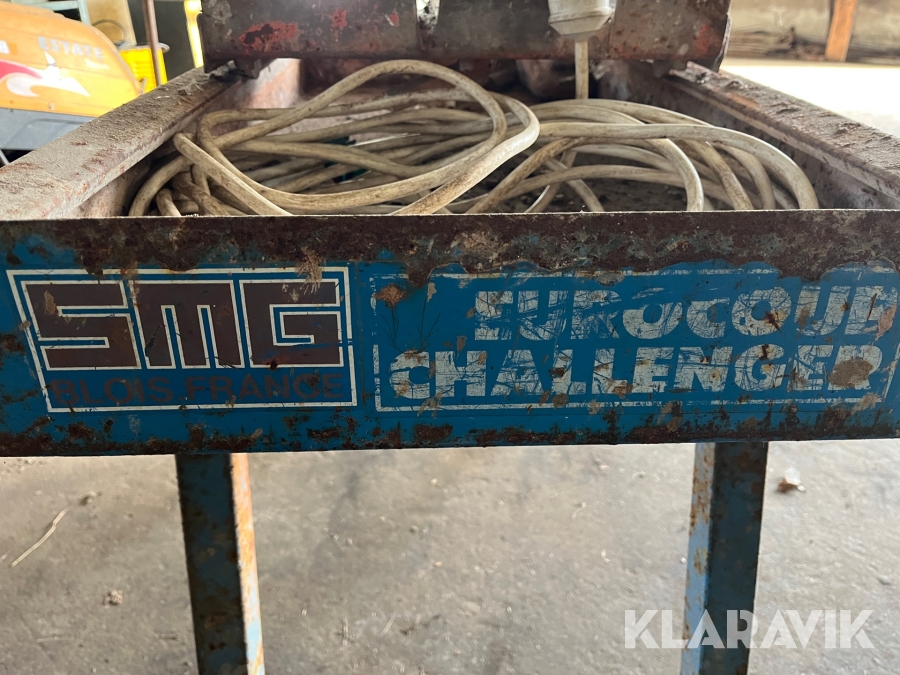 SMG
BLOIS.FRANCE
EUROCOUD
CHALLENGER
KLARAVIK